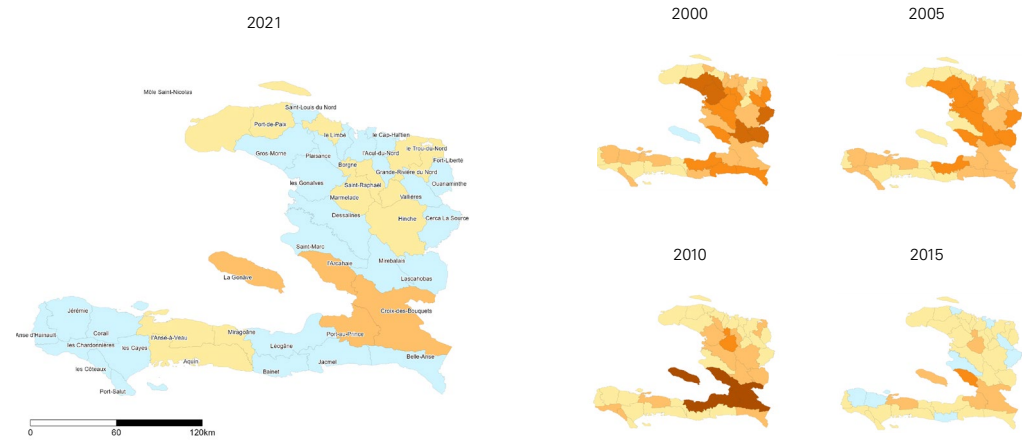 2021
2000
2005
Môle Saint-Nicolas
Saint-Louis du Nord
Port-de-Paix
le Limbé
le Cap-Haïtien
Gros-Morne
Plaisance
l'Acul-du-Nord
le Trou-du-Nord
Borgne
Fort-Liberté
Grande-Rivière du Nord
les Gonaïves
Saint-Raphaël
Ouanaminthe
Marmelade
Vallières
Dessalines
Hinche
Cerca La Source
Saint-Marc
2010
2015
Mirebalais
l'Arcahaie
La Gonâve
Lascahobas
Jérémie
Croix-des-Bouquets
Anse d'Hainault
Corail
l'Anse-à-Veau
Miragoâne
Port-au-Prince
les Chardonnières
les Cayes
Léogâne
Belle-Anse
les Côteaux
Aquin
Bainet
Jacmel
Port-Salut
0
60
120km